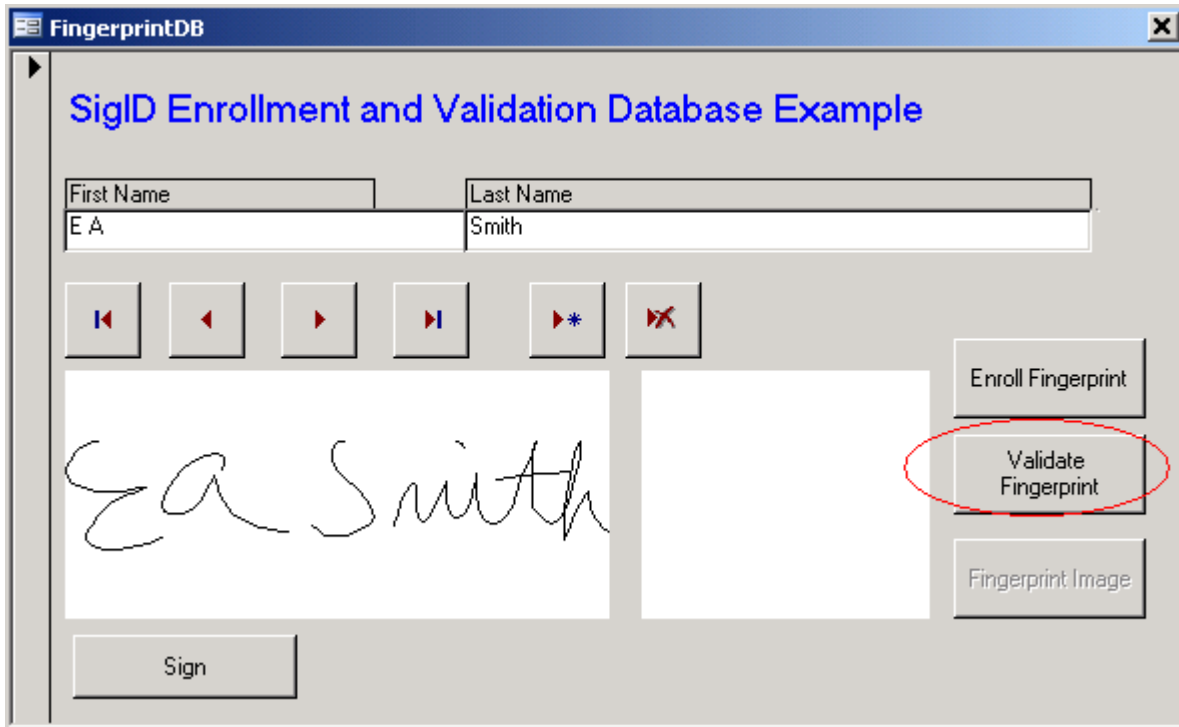 FingerprintDB
SigID Enrollment and Validation Database Example
First Name Last Name
E A Smith
Enroll Fingerprint
Validate
Fingerprint
Ea Smith
Fingerprint Image
Sign